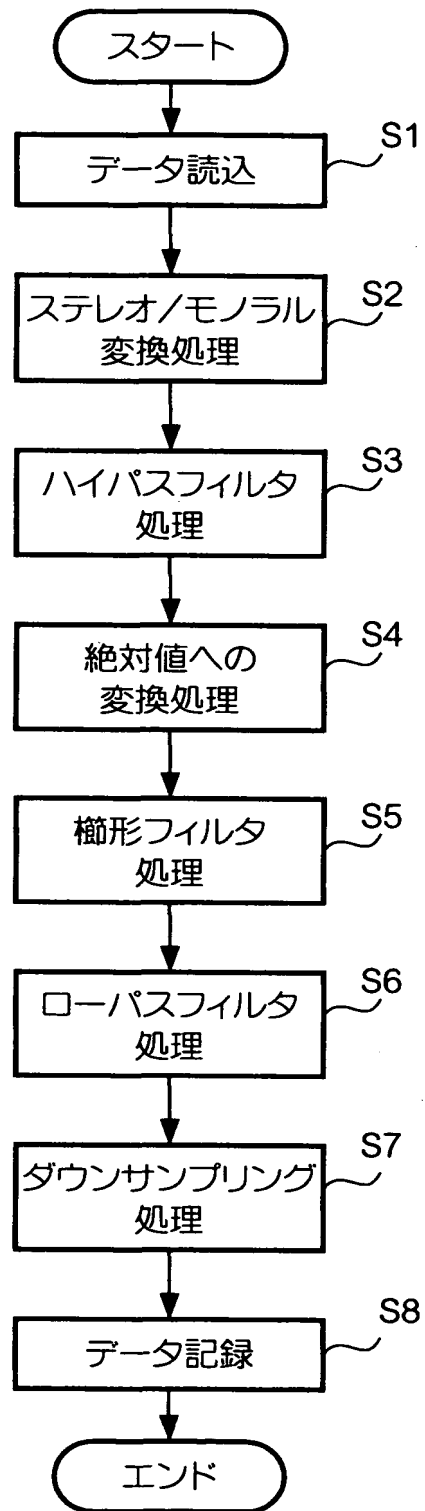 スタート
S1
データ読込
S2
ステレオ/モノラル
変換処理
S3
ハイパスフィルタ
処理
S4
絶対値への
変換処理
S5
櫛形フィルタ
処理
S6
ローパスフィルタ
処理
S7
ダウンサンプリング
処理
S8
データ記録
エンド